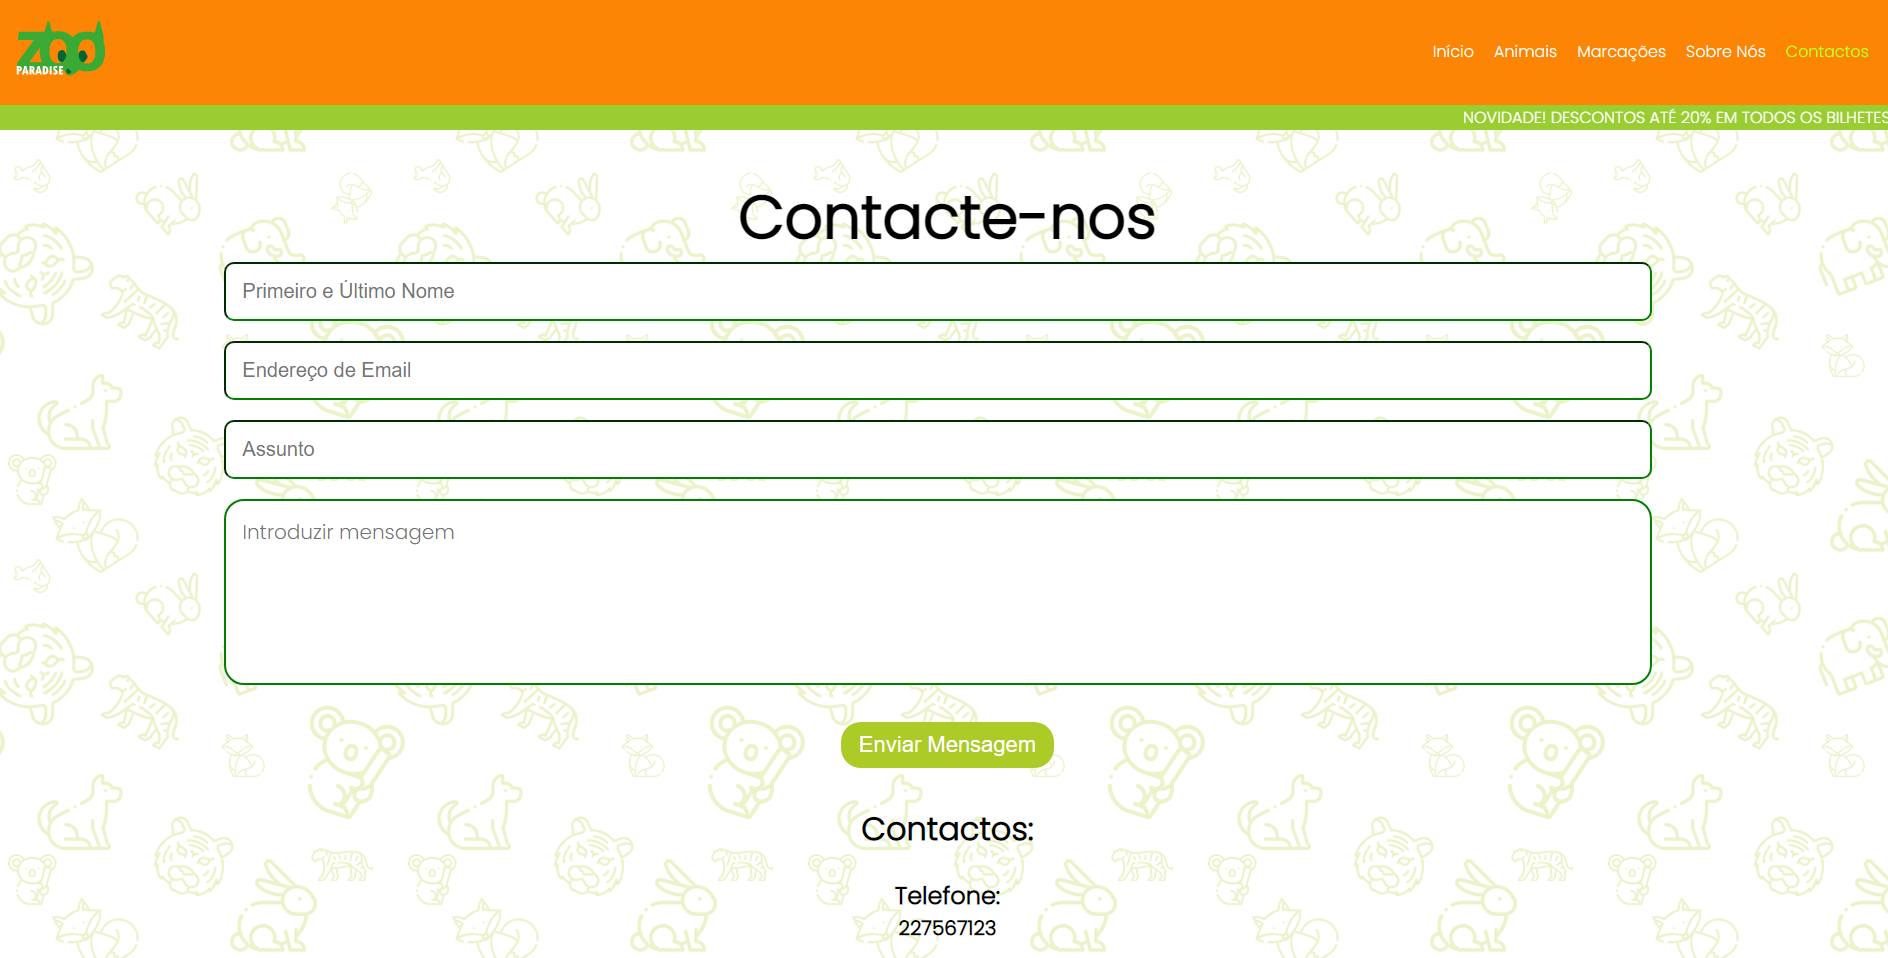 ZOO
PARADISE
Início Animais Marcações Sobre Nós Contactos
NOVIDADE! DESCONTOS ATÉ 20% EM TODOS OS BILHETES
Contacte-nos
Primeiro e Último Nome
Endereço de Email
Assunto
Introduzir mensagem
Enviar Mensagem
Contactos:
Telefone:
227567123